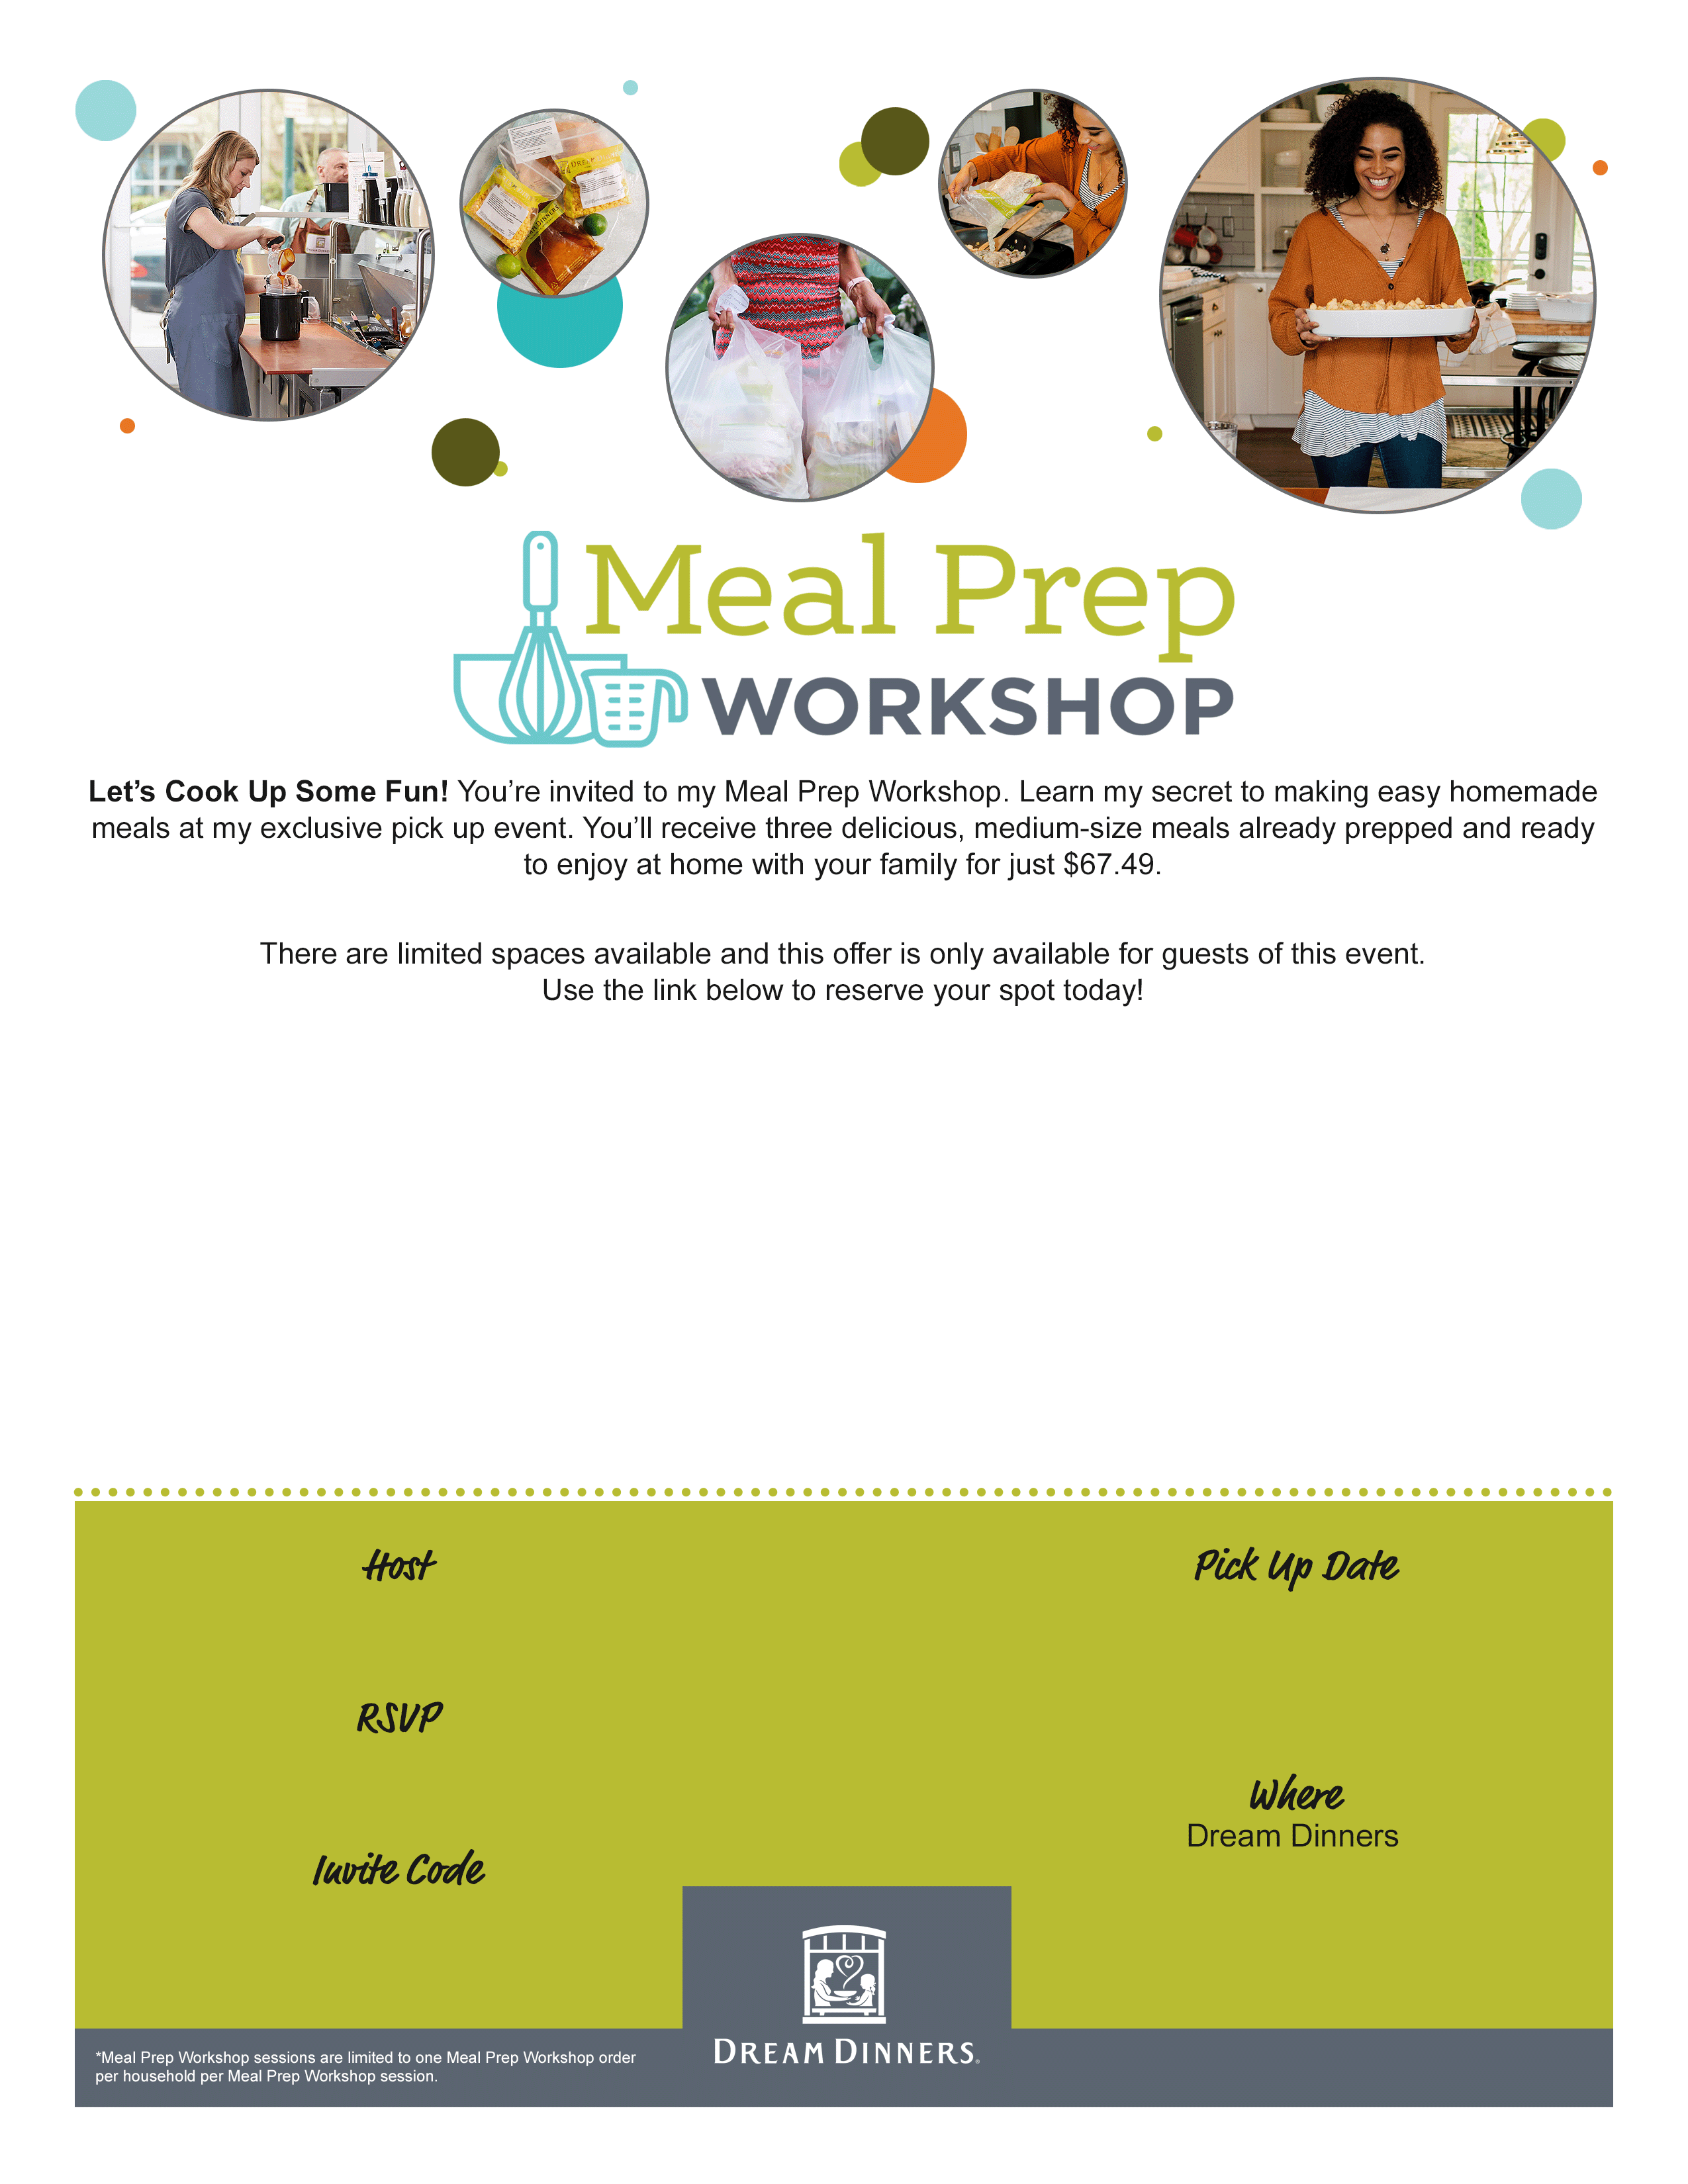 Meal Prep
WORKSHOP
Let’s Cook Up Some Fun! You’re invited to my Meal Prep Workshop. Learn my secret to making easy homemade
meals at my exclusive pick up event. You’ll receive three delicious, medium-size meals already prepped and ready
to enjoy at home with your family for just $67.49.
There are limited spaces available and this offer is only available for guests of this event.
Use the link below to reserve your spot today!
Host
Pick Up Date
RSVP
Where
Dream Dinners
Invite Code
DREAM DINNERS®
*Meal Prep Workshop sessions are limited to one Meal Prep Workshop order
per household per Meal Prep Workshop session.